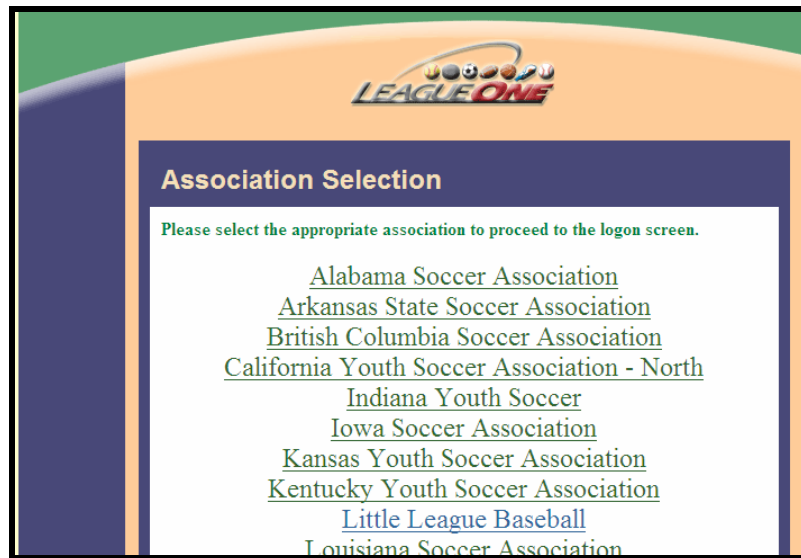 LEAGUEONE
Association Selection
Please select the appropriate association to proceed to the logon screen.
Alabama Soccer Association
Arkansas State Soccer Association
British Columbia Soccer Association
California Youth Soccer Association - North
Indiana Youth Soccer
Iowa Soccer Association
Kansas Youth Soccer Association
Kentucky Youth Soccer Association
Little League Baseball
Louisiana Soccer Association